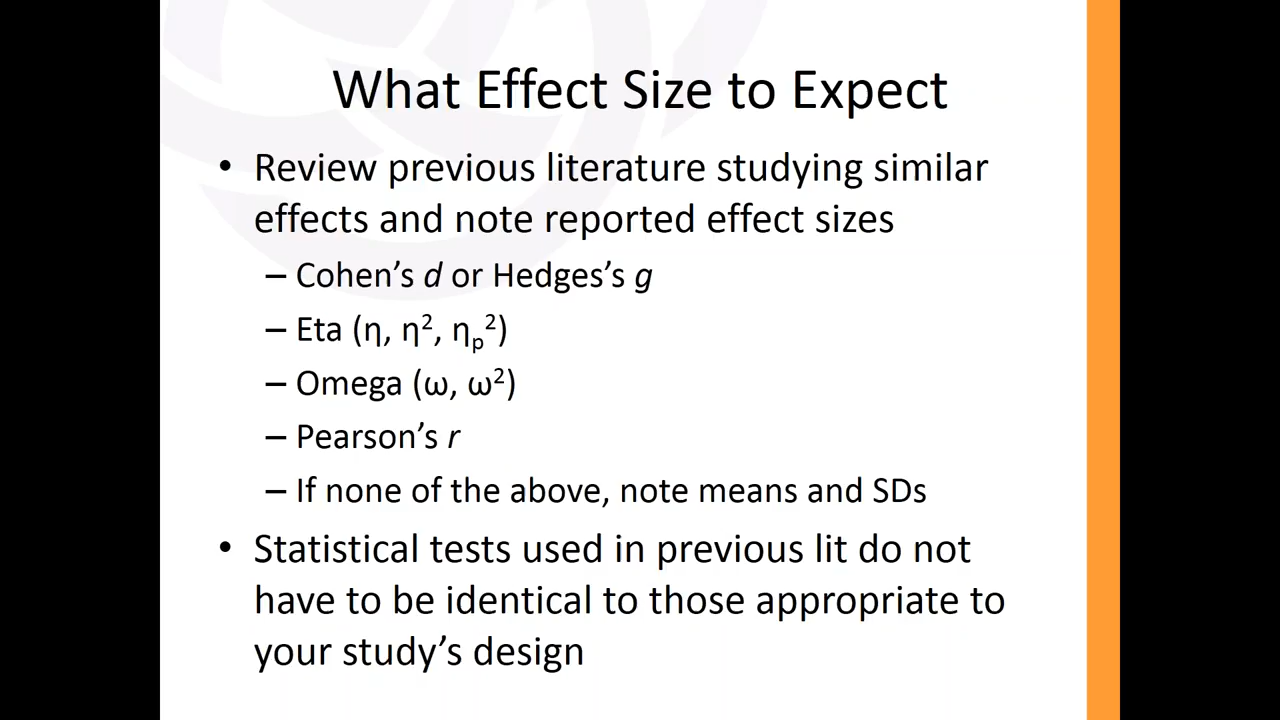 What Effect Size to Expect
• Review previous literature studying similar
effects and note reported effect sizes
– Cohen’s d or Hedges’s g
– Eta (η, η², ηₚ²)
– Omega (ω, ω²)
– Pearson’s r
– If none of the above, note means and SDs
• Statistical tests used in previous lit do not
have to be identical to those appropriate to
your study’s design